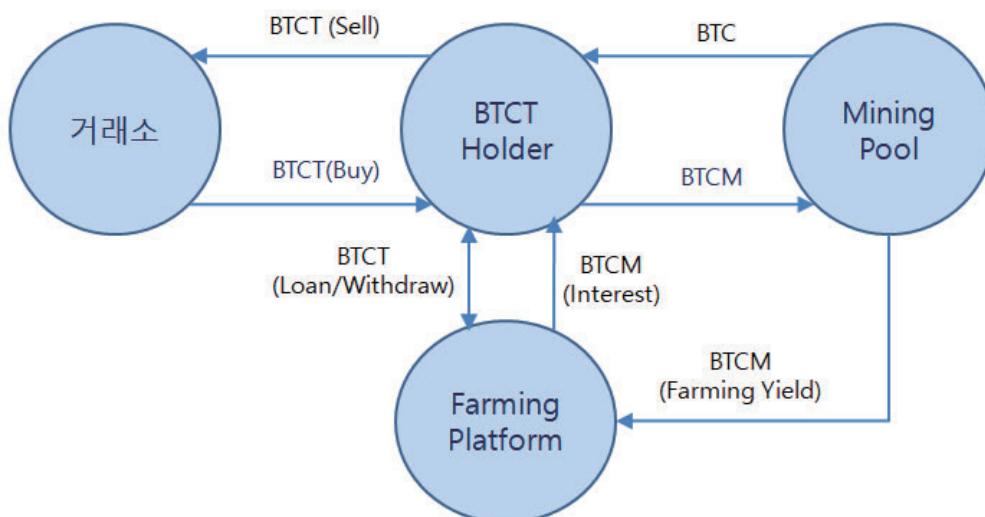 BTCT (Sell)
BTC
거래소
BTCT
Holder
Mining
Pool
BTCT(Buy)
BTCM
BTCT
(Loan/Withdraw)
BTCM
(Interest)
BTCM
(Farming Yield)
Farming
Platform